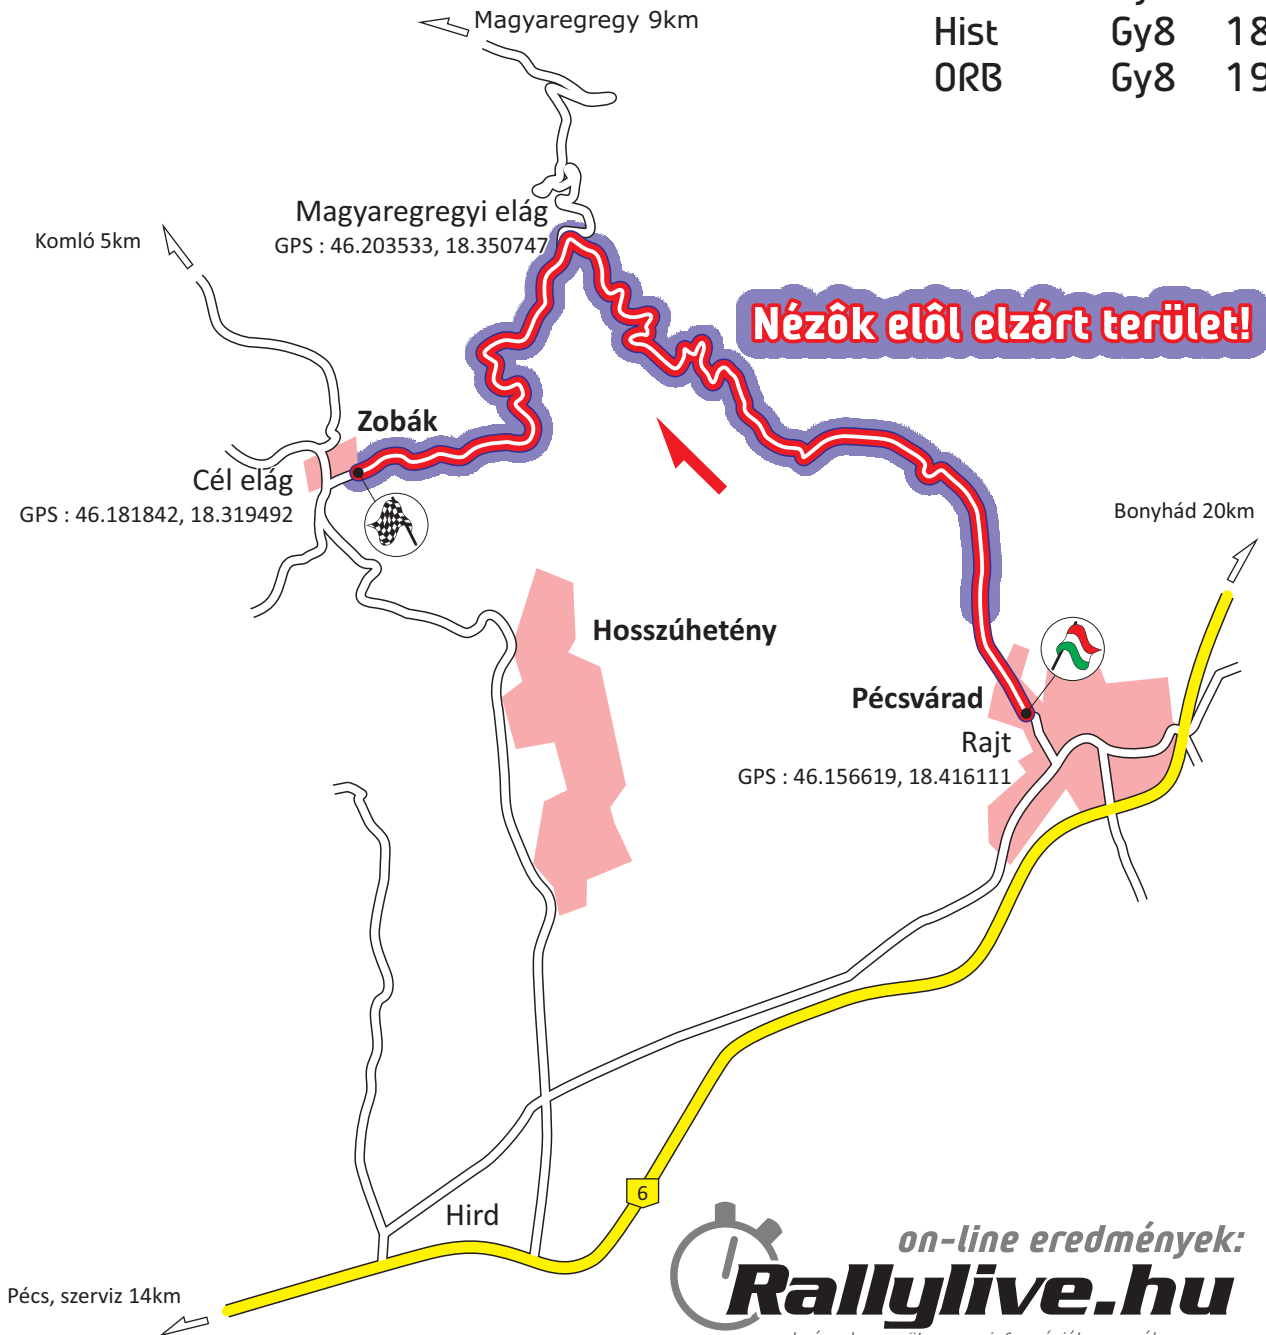 Magyaregregy 9km
Hist Gy8 18
ORB Gy8 19
Magyaregregyi elág
GPS : 46.203533, 18.350747
Komló 5km
Nézôk elôl elzárt terület!
Zobák
Cél elág
GPS : 46.181842, 18.319492
Bonyhád 20km
Hosszúhetény
Pécsvárad
Rajt
GPS : 46.156619, 18.416111
6
Hird
Pécs, szerviz 14km
on-line eredmények:
Rallylive.hu